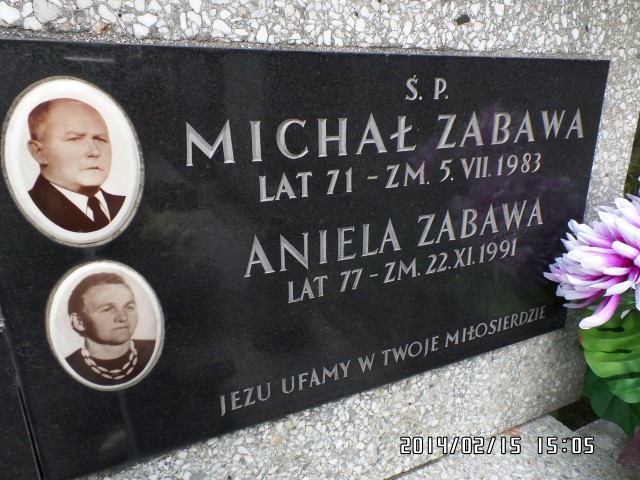 Ś. P.
MICHAŁ ZABAWA
LAT 71 - ZM. 5. VII. 1983
ANIELA ZABAWA
LAT 77 - ZM. 22. XI. 1991
JEZU UFAMY W TWOJE MIŁOSIERDZIE
2014/02/15 15:05